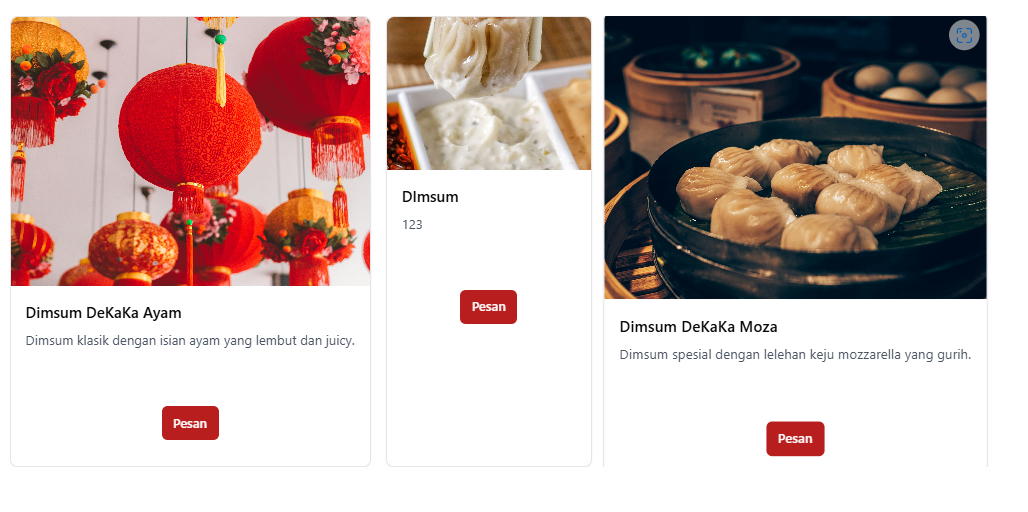 Dimsum DeKaKa Ayam
Dimsum klasik dengan isian ayam yang lembut dan juicy.
Pesan
DImsum
123
Pesan
Dimsum DeKaKa Moza
Dimsum spesial dengan lelehan keju mozzarella yang gurih.
Pesan